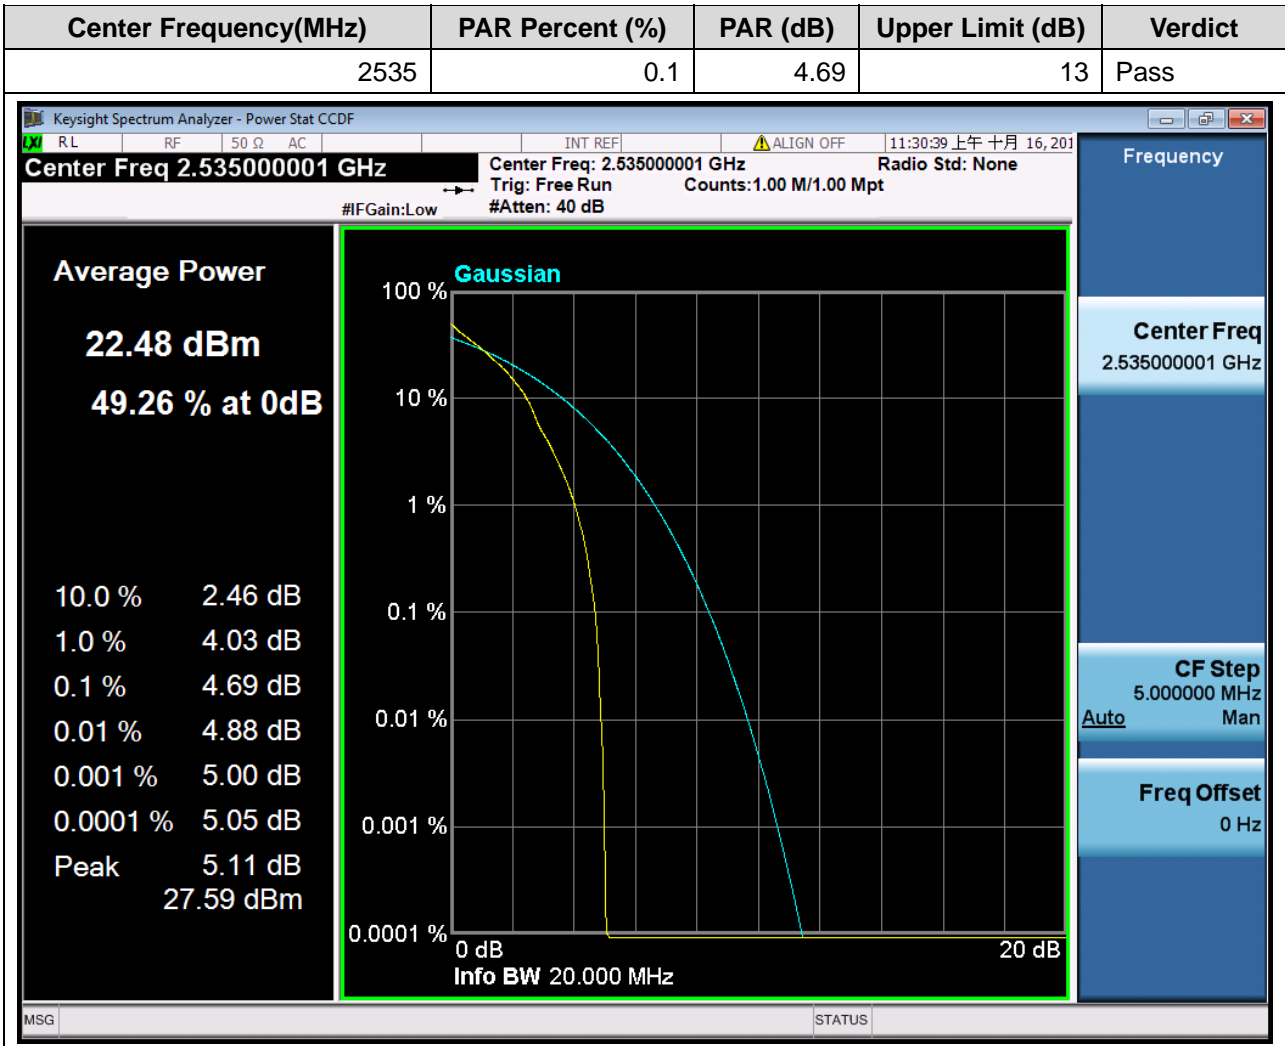 Center Frequency(MHz) PAR Percent (%) PAR (dB) Upper Limit (dB) Verdict
2535 0.1 4.69 13 Pass
Keysight Spectrum Analyzer - Power Stat CCDF
LXI RL RF 50 Ω AC INT REF ALIGN OFF 11:30:39 上午 十月 16, 201
Center Freq 2.535000001 GHz
Center Freq: 2.535000001 GHz Radio Std: None
Trig: Free Run Counts:1.00 M/1.00 Mpt
#IFGain:Low #Atten: 40 dB
Average Power
22.48 dBm
49.26 % at 0dB
10.0 % 2.46 dB
1.0 % 4.03 dB
0.1 % 4.69 dB
0.01 % 4.88 dB
0.001 % 5.00 dB
0.0001 % 5.05 dB
Peak 5.11 dB
27.59 dBm
Gaussian
100 %
10 %
1 %
0.1 %
0.01 %
0.001 %
0.0001 %
0 dB 20 dB
Info BW 20.000 MHz
Frequency
Center Freq
2.535000001 GHz
CF Step
5.000000 MHz
Auto Man
Freq Offset
0 Hz
MSG STATUS